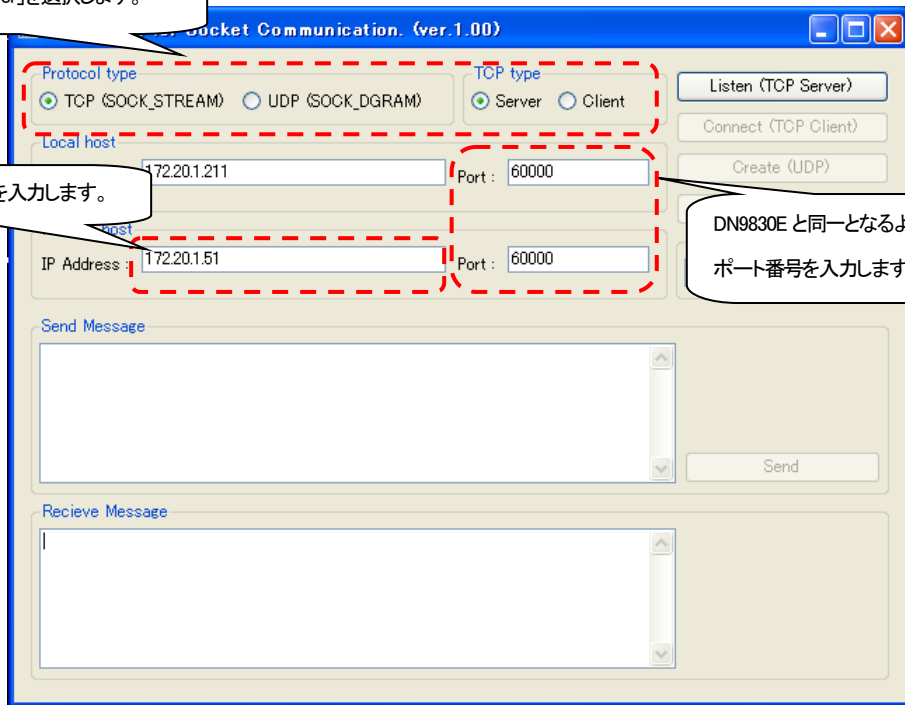 を選択します。
Socket Communication. (ver.1.00)
Protocol type
TCP (SOCK_STREAM) UDP (SOCK_DGRAM)
TCP type
Server Client
Listen (TCP Server)
Connect (TCP Client)
Create (UDP)
Local host
172.20.1.211
Port : 60000
を入力します。
host
IP Address : 172.20.1.51
Port : 60000
DN9830E と同一となるよ
ポート番号を入力します
Send Message
Send
Recieve Message